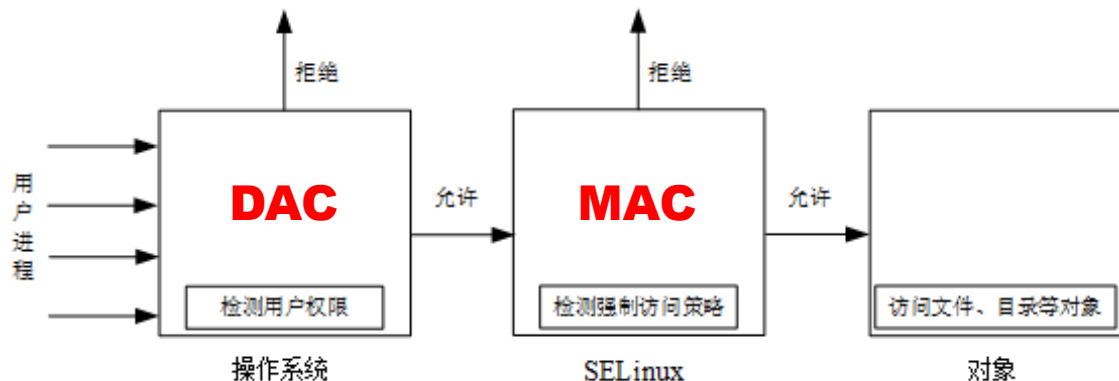 拒绝
拒绝
用户进程
DAC
允许
MAC
允许
检测用户权限
检测强制访问策略
访问文件、目录等对象
操作系统
SELinux
对象